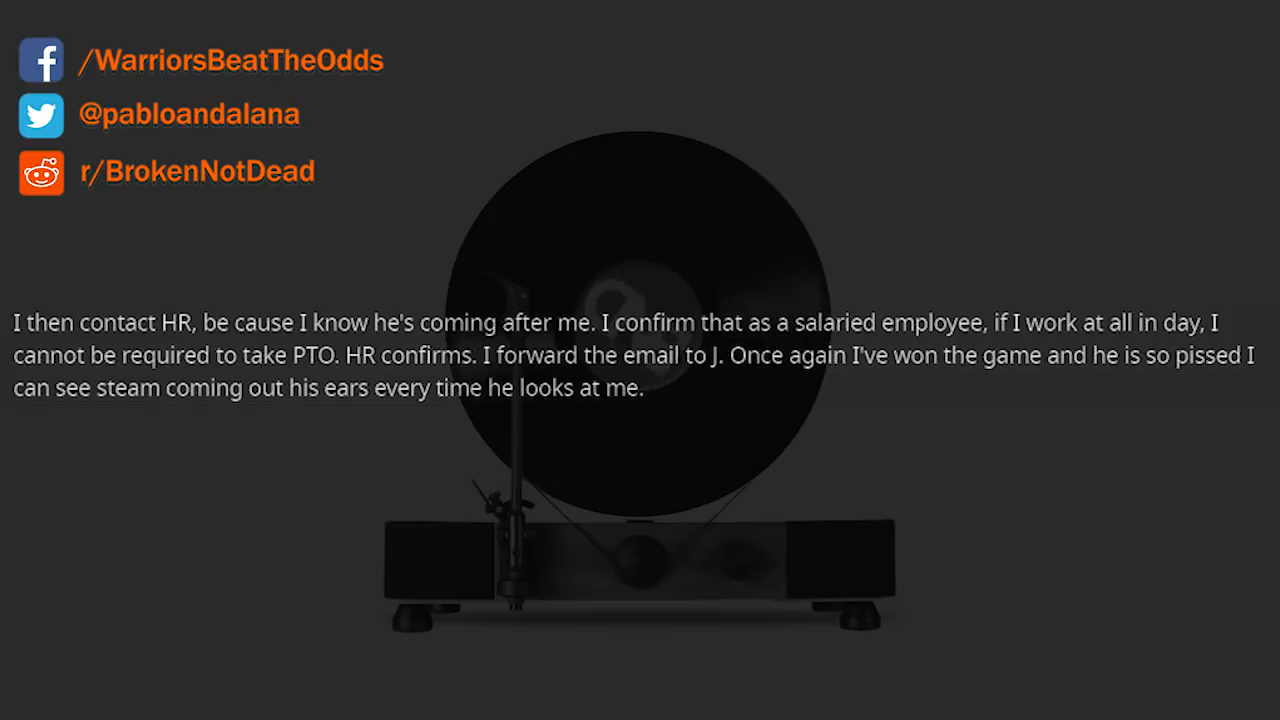 /WarriorsBeatTheOdds
@pabloandalana
r/BrokenNotDead
I then contact HR, be cause I know he's coming after me. I confirm that as a salaried employee, if I work at all in day, I
cannot be required to take PTO. HR confirms. I forward the email to J. Once again I've won the game and he is so pissed I
can see steam coming out his ears every time he looks at me.